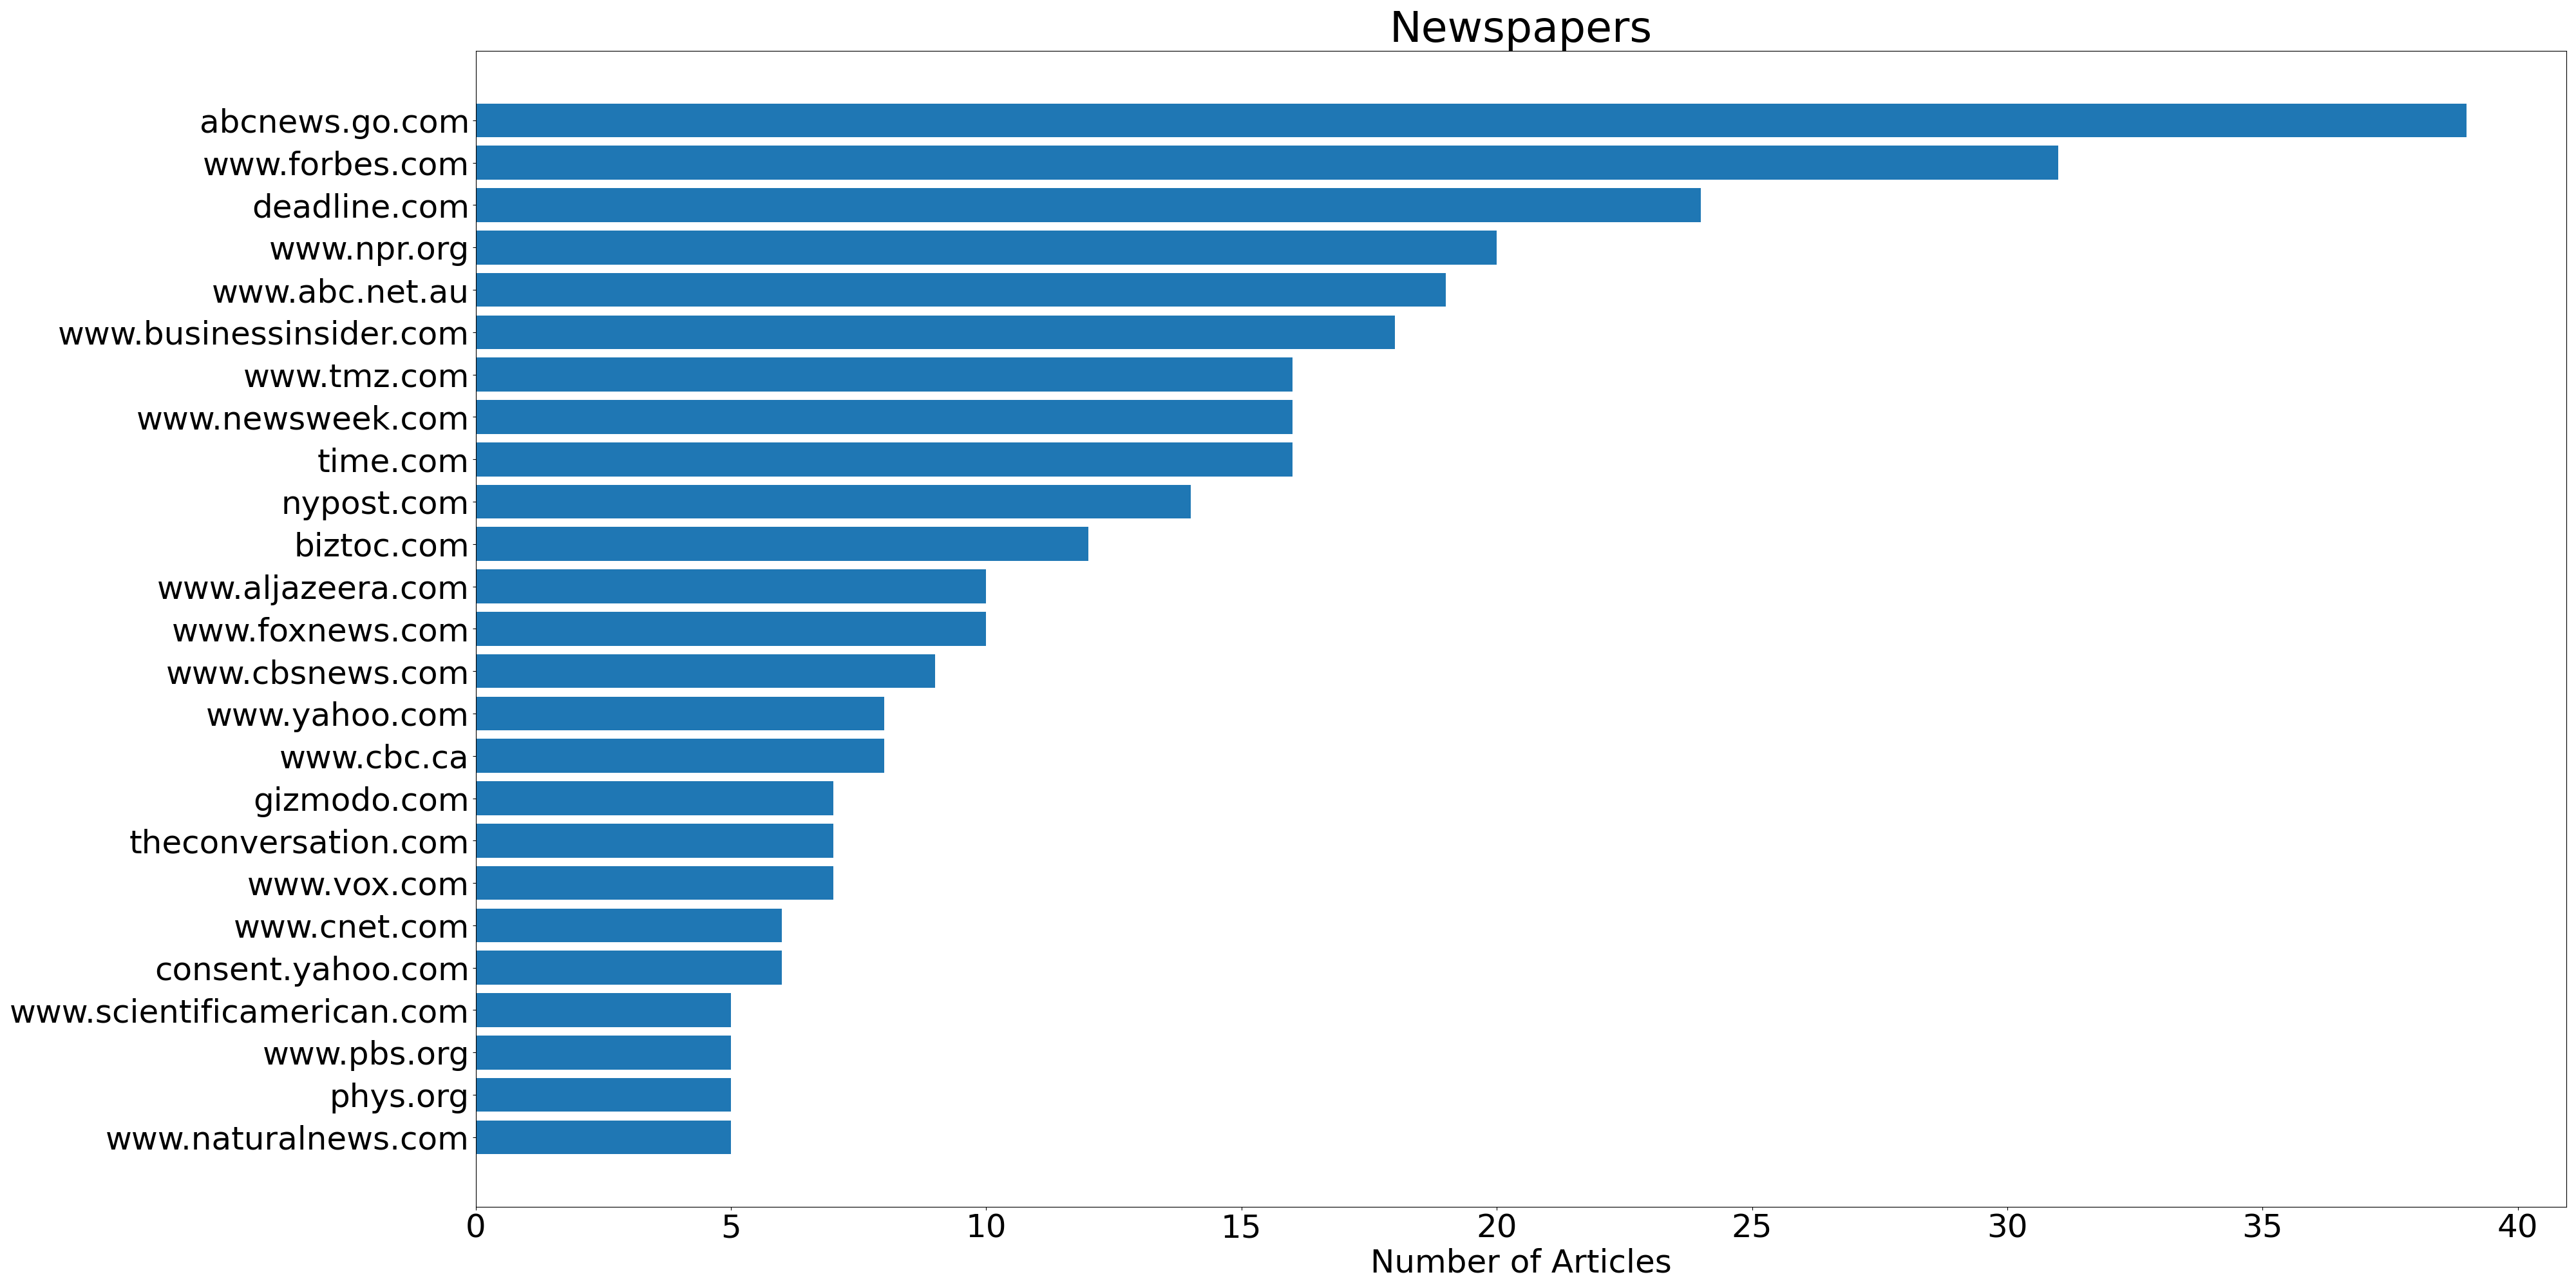 Newspapers
abcnews.go.com
www.forbes.com
deadline.com
www.npr.org
www.abc.net.au
www.businessinsider.com
www.tmz.com
www.newsweek.com
time.com
nypost.com
biztoc.com
www.aljazeera.com
www.foxnews.com
www.cbsnews.com
www.yahoo.com
www.cbc.ca
gizmodo.com
theconversation.com
www.vox.com
www.cnet.com
consent.yahoo.com
www.scientificamerican.com
www.pbs.org
phys.org
www.naturalnews.com
0 5 10 15 20 25 30 35 40
Number of Articles